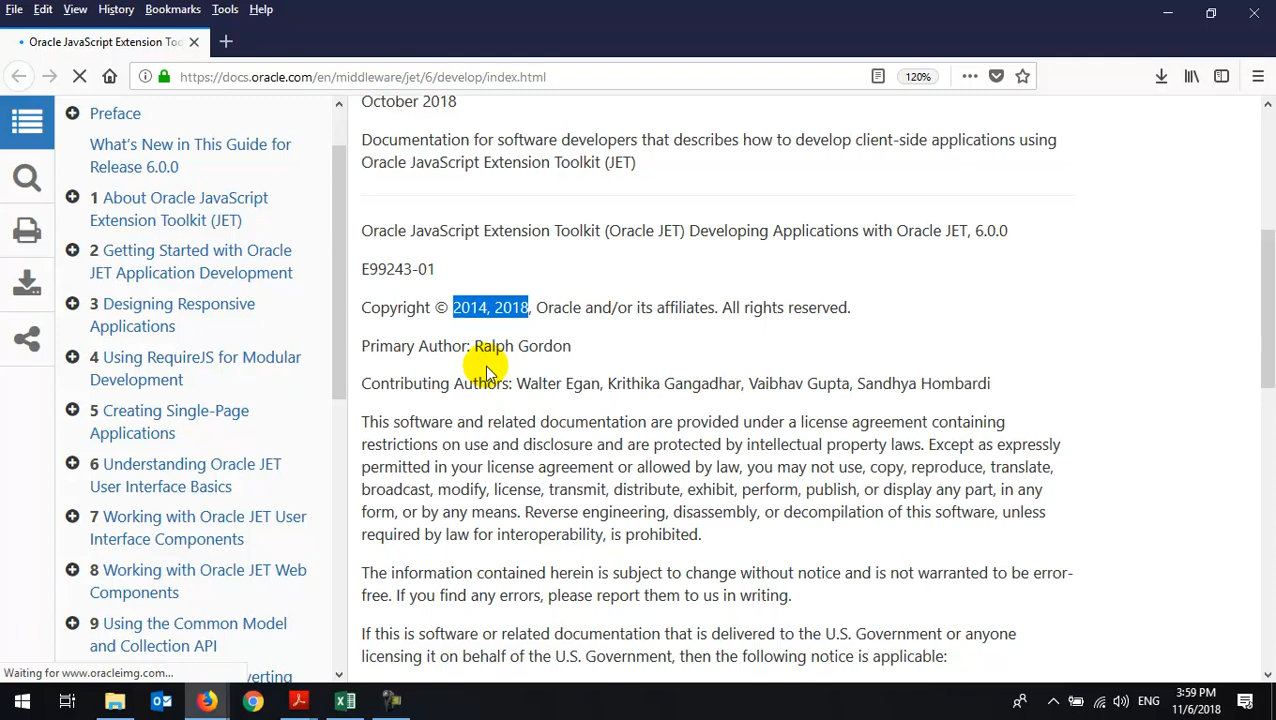 File Edit View History Bookmarks Tools Help
Oracle JavaScript Extension Too
https://docs.oracle.com/en/middleware/jet/6/develop/index.html
120%
Preface
What's New in This Guide for
Release 6.0.0
1 About Oracle JavaScript
Extension Toolkit (JET)
2 Getting Started with Oracle
JET Application Development
3 Designing Responsive
Applications
4 Using RequireJS for Modular
Development
5 Creating Single-Page
Applications
6 Understanding Oracle JET
User Interface Basics
7 Working with Oracle JET User
Interface Components
8 Working with Oracle JET Web
Components
9 Using the Common Model
and Collection API
verting
Waiting for www.oracleimg.com...
October 2018
Documentation for software developers that describes how to develop client-side applications using
Oracle JavaScript Extension Toolkit (JET)
Oracle JavaScript Extension Toolkit (Oracle JET) Developing Applications with Oracle JET, 6.0.0
E99243-01
Copyright © 2014, 2018, Oracle and/or its affiliates. All rights reserved.
Primary Author: Ralph Gordon
Contributing Authors: Walter Egan, Krithika Gangadhar, Vaibhav Gupta, Sandhya Hombardi
This software and related documentation are provided under a license agreement containing
restrictions on use and disclosure and are protected by intellectual property laws. Except as expressly
permitted in your license agreement or allowed by law, you may not use, copy, reproduce, translate,
broadcast, modify, license, transmit, distribute, exhibit, perform, publish, or display any part, in any
form, or by any means. Reverse engineering, disassembly, or decompilation of this software, unless
required by law for interoperability, is prohibited.
The information contained herein is subject to change without notice and is not warranted to be error-
free. If you find any errors, please report them to us in writing.
If this is software or related documentation that is delivered to the U.S. Government or anyone
licensing it on behalf of the U.S. Government, then the following notice is applicable:
ENG
3:59 PM
11/6/2018